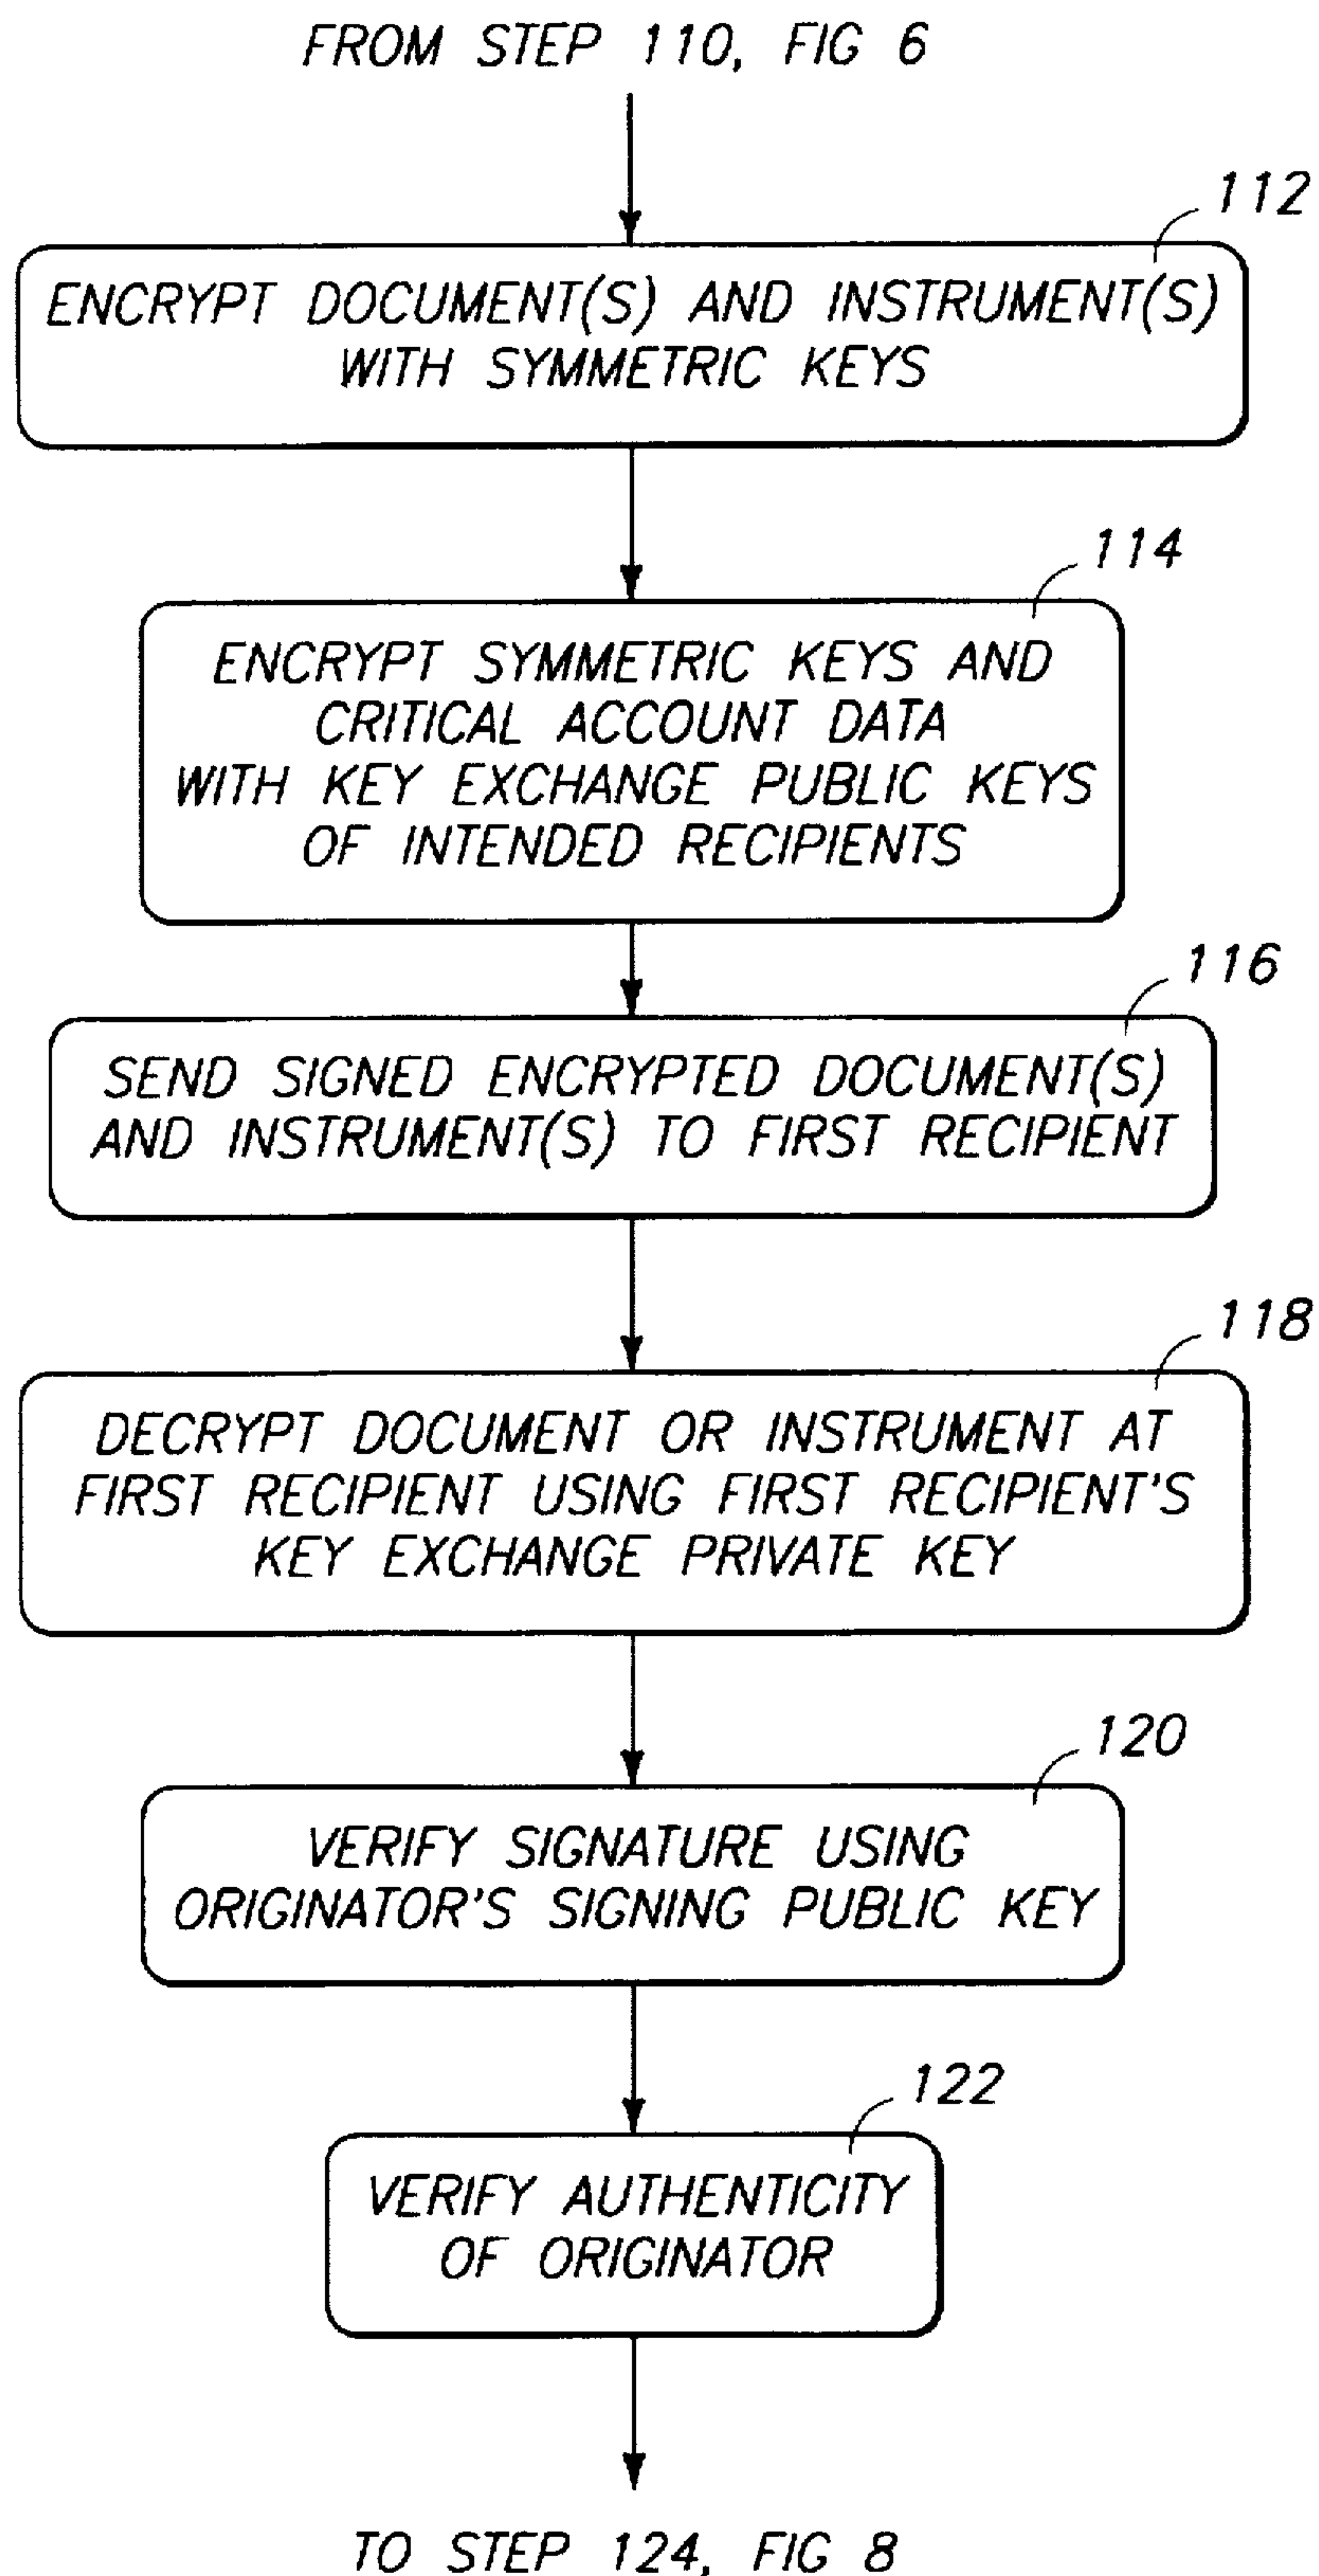 FROM STEP 110, FIG 6
112
ENCRYPT DOCUMENT(S) AND INSTRUMENT(S)
WITH SYMMETRIC KEYS
114
ENCRYPT SYMMETRIC KEYS AND
CRITICAL ACCOUNT DATA
WITH KEY EXCHANGE PUBLIC KEYS
OF INTENDED RECIPIENTS
116
SEND SIGNED ENCRYPTED DOCUMENT(S)
AND INSTRUMENT(S) TO FIRST RECIPIENT
118
DECRYPT DOCUMENT OR INSTRUMENT AT
FIRST RECIPIENT USING FIRST RECIPIENT'S
KEY EXCHANGE PRIVATE KEY
120
VERIFY SIGNATURE USING
ORIGINATOR'S SIGNING PUBLIC KEY
122
VERIFY AUTHENTICITY
OF ORIGINATOR
TO STEP 124, FIG 8